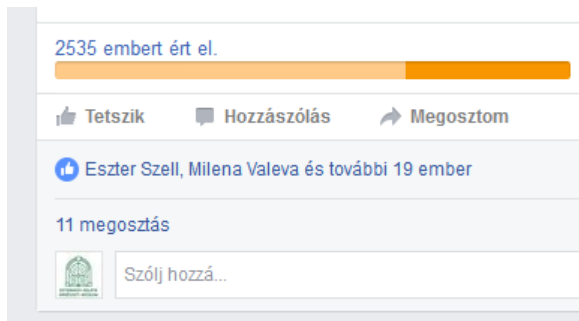 2535 embert ért el.
Tetszik Hozzászólás Megosztom
Eszter Szell, Milena Valeva és további 19 ember
11 megosztás
Szólj hozzá...